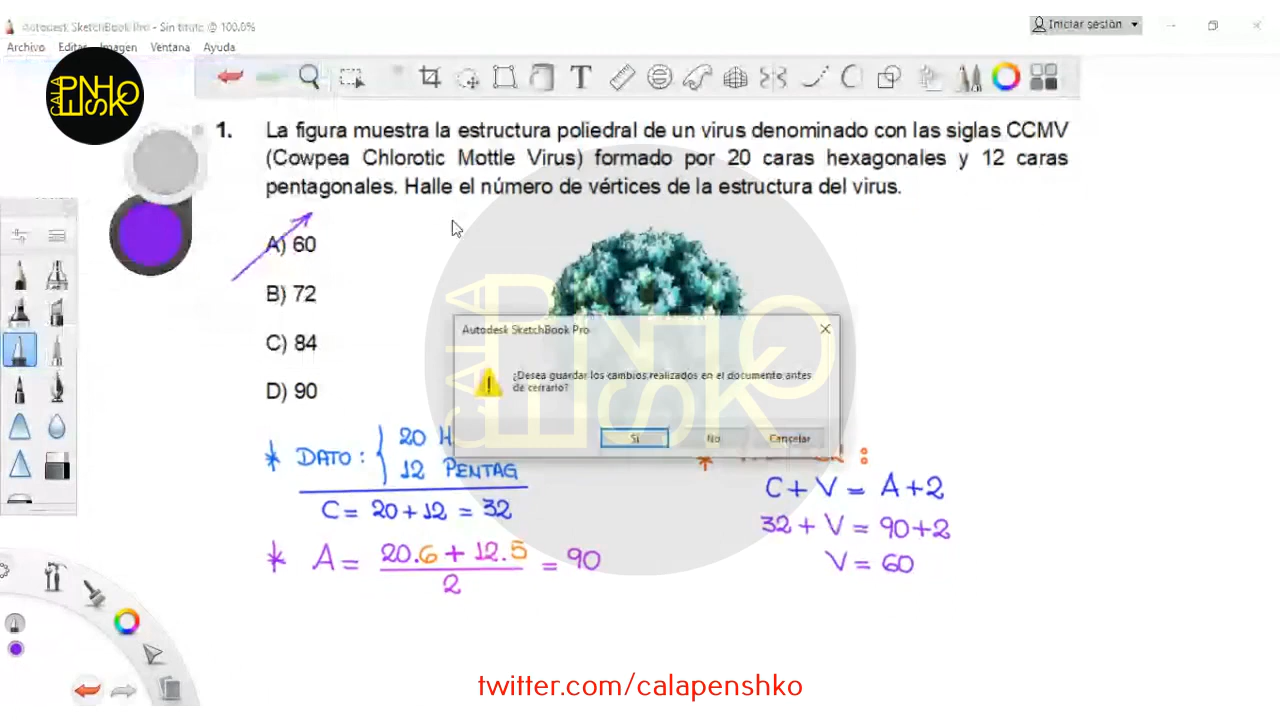 Autodesk SketchBook Pro - Sin título @ 100,0%
Iniciar sesión
Archivo Editar Imagen Ventana Ayuda
CALA
PENSHKO
1. La figura muestra la estructura poliedral de un virus denominado con las siglas CCMV
(Cowpea Chlorotic Mottle Virus) formado por 20 caras hexagonales y 12 caras
pentagonales. Halle el número de vértices de la estructura del virus.
A) 60
B) 72
C) 84
D) 90
CALA
PENSHKO
Autodesk SketchBook Pro
¿Desea guardar los cambios realizados en el documento antes
de cerrarlo?
Sí No Cancelar
* DATO: { 20 H
12 PENTAG
C = 20 + 12 = 32
* A = 20.6 + 12.5 = 90
2
* :
C + V = A + 2
32 + V = 90 + 2
V = 60
twitter.com/calapenshko